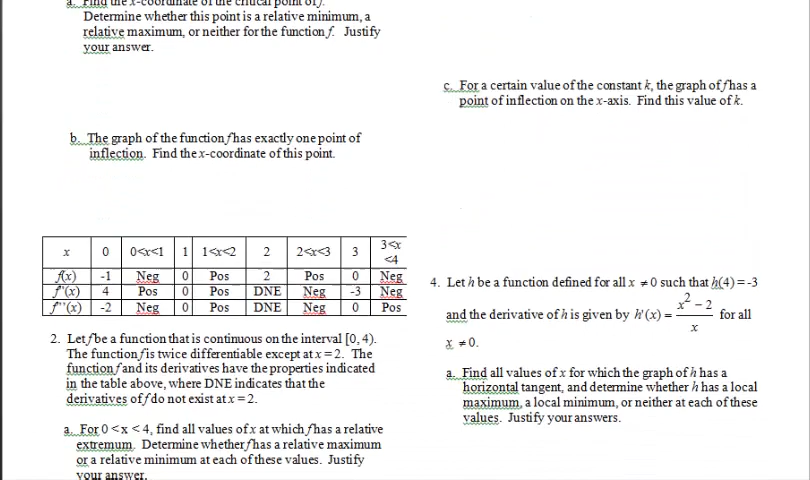 a. Find the x-coordinate of the critical point of f.
Determine whether this point is a relative minimum, a
relative maximum, or neither for the function f. Justify
your answer.
b. The graph of the function f has exactly one point of
inflection. Find the x-coordinate of this point.
x 0 0<x<1 1 1<x<2 2 2<x<3 3 3<x<4
f(x) -1 Neg 0 Pos 2 Pos 0 Neg
f'(x) 4 Pos 0 Pos DNE Neg -3 Neg
f''(x) -2 Neg 0 Pos DNE Neg 0 Pos
2. Let f be a function that is continuous on the interval [0, 4).
The function f is twice differentiable except at x = 2. The
function f and its derivatives have the properties indicated
in the table above, where DNE indicates that the
derivatives of f do not exist at x = 2.
a. For 0 < x < 4, find all values of x at which f has a relative
extremum. Determine whether f has a relative maximum
or a relative minimum at each of these values. Justify
your answer.
c. For a certain value of the constant k, the graph of f has a
point of inflection on the x-axis. Find this value of k.
4. Let h be a function defined for all x ≠ 0 such that h(4) = -3
and the derivative of h is given by h'(x) = (x² − 2)/x for all
x ≠ 0.
a. Find all values of x for which the graph of h has a
horizontal tangent, and determine whether h has a local
maximum, a local minimum, or neither at each of these
values. Justify your answers.